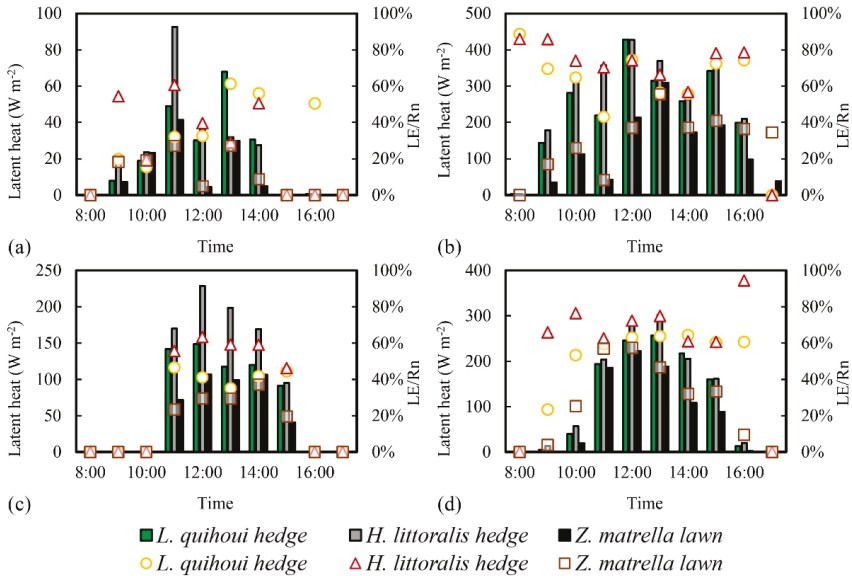 100 100% 500 100%
80 80% 400 80%
60 60% 300 60%
40 40% 200 40%
20 20% 100 20%
0 0% 0 0%
Latent heat (W m-2)
LE/Rn
Latent heat (W m-2)
LE/Rn
8:00 10:00 12:00 14:00 16:00 8:00 10:00 12:00 14:00 16:00
(a) Time (b) Time
250 100% 400 100%
200 80% 300 80%
150 60% 200 60%
100 40% 100 40%
50 20% 0 20%
0 0% 0%
Latent heat (W m-2)
LE/Rn
Latent heat (W m-2)
LE/Rn
8:00 10:00 12:00 14:00 16:00 8:00 10:00 12:00 14:00 16:00
(c) Time (d) Time
L. quihoui hedge H. littoralis hedge Z. matrella lawn
L. quihoui hedge H. littoralis hedge Z. matrella lawn